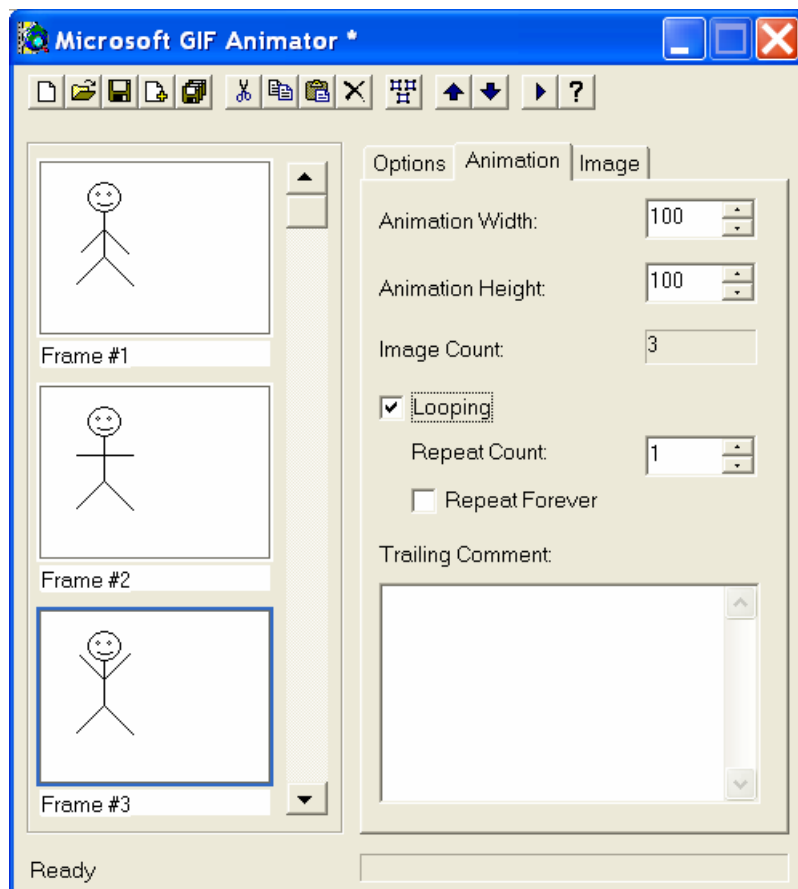 Microsoft GIF Animator *
?
Options Animation Image
Frame #1
Frame #2
Frame #3
Animation Width: 100
Animation Height: 100
Image Count: 3
Looping
Repeat Count: 1
Repeat Forever
Trailing Comment:
Ready